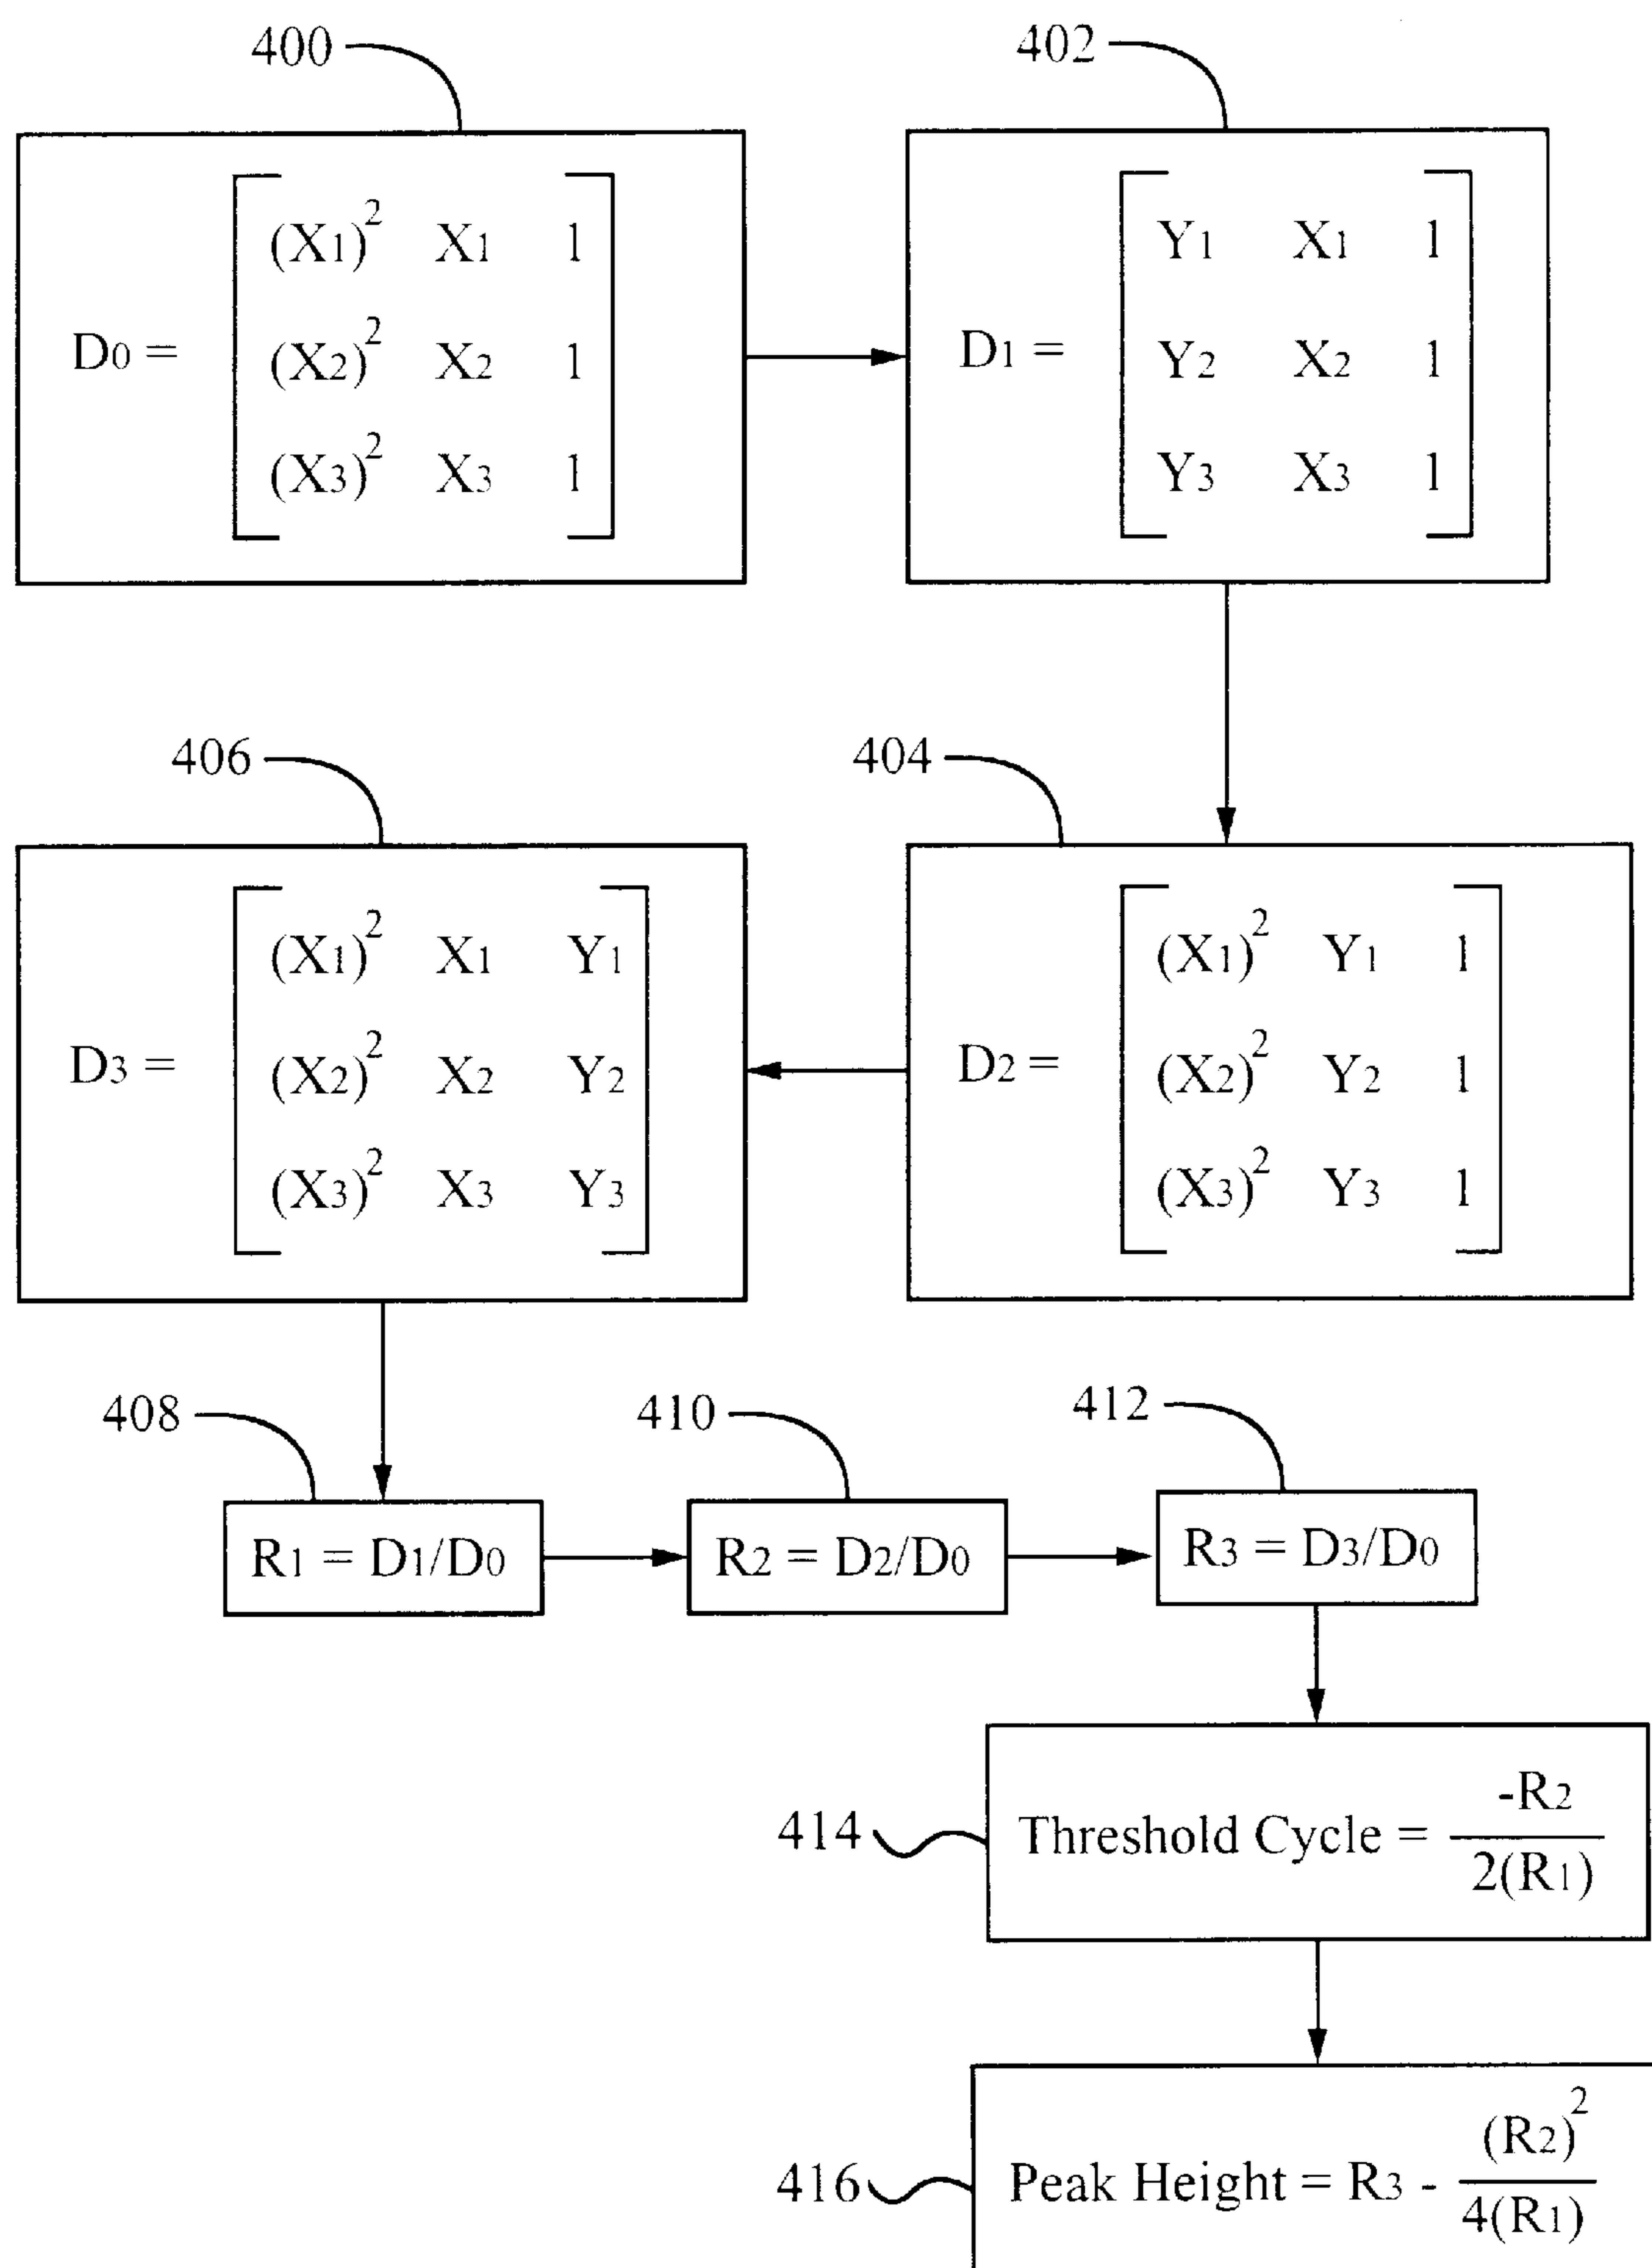 400
402
D0 =
(X1)² X1 1
(X2)² X2 1
(X3)² X3 1
D1 =
Y1 X1 1
Y2 X2 1
Y3 X3 1
406
404
D3 =
(X1)² X1 Y1
(X2)² X2 Y2
(X3)² X3 Y3
D2 =
(X1)² Y1 1
(X2)² Y2 1
(X3)² Y3 1
408
410
412
R1 = D1/D0
R2 = D2/D0
R3 = D3/D0
414
Threshold Cycle = -R2 / 2(R1)
416
Peak Height = R3 - (R2)² / 4(R1)